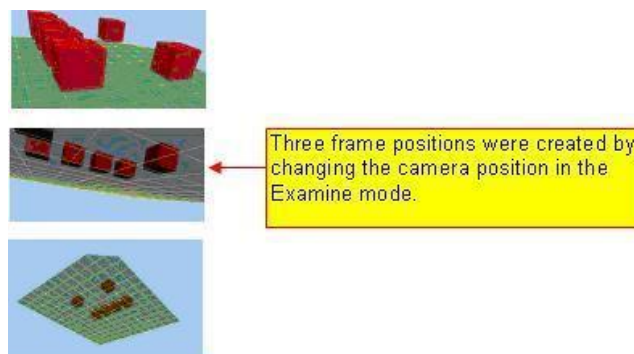 Three frame positions were created by
changing the camera position in the
Examine mode.